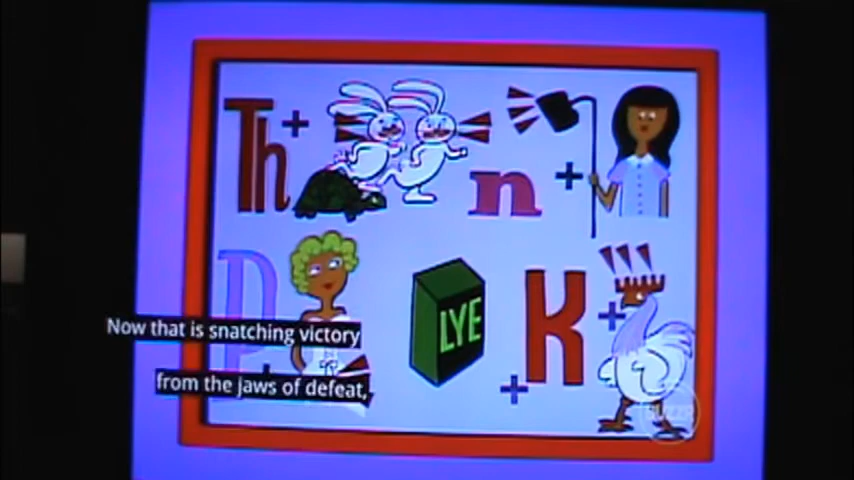 Th +
n +
P
LYE
K +
+
+
Now that is snatching victory
from the jaws of defeat,